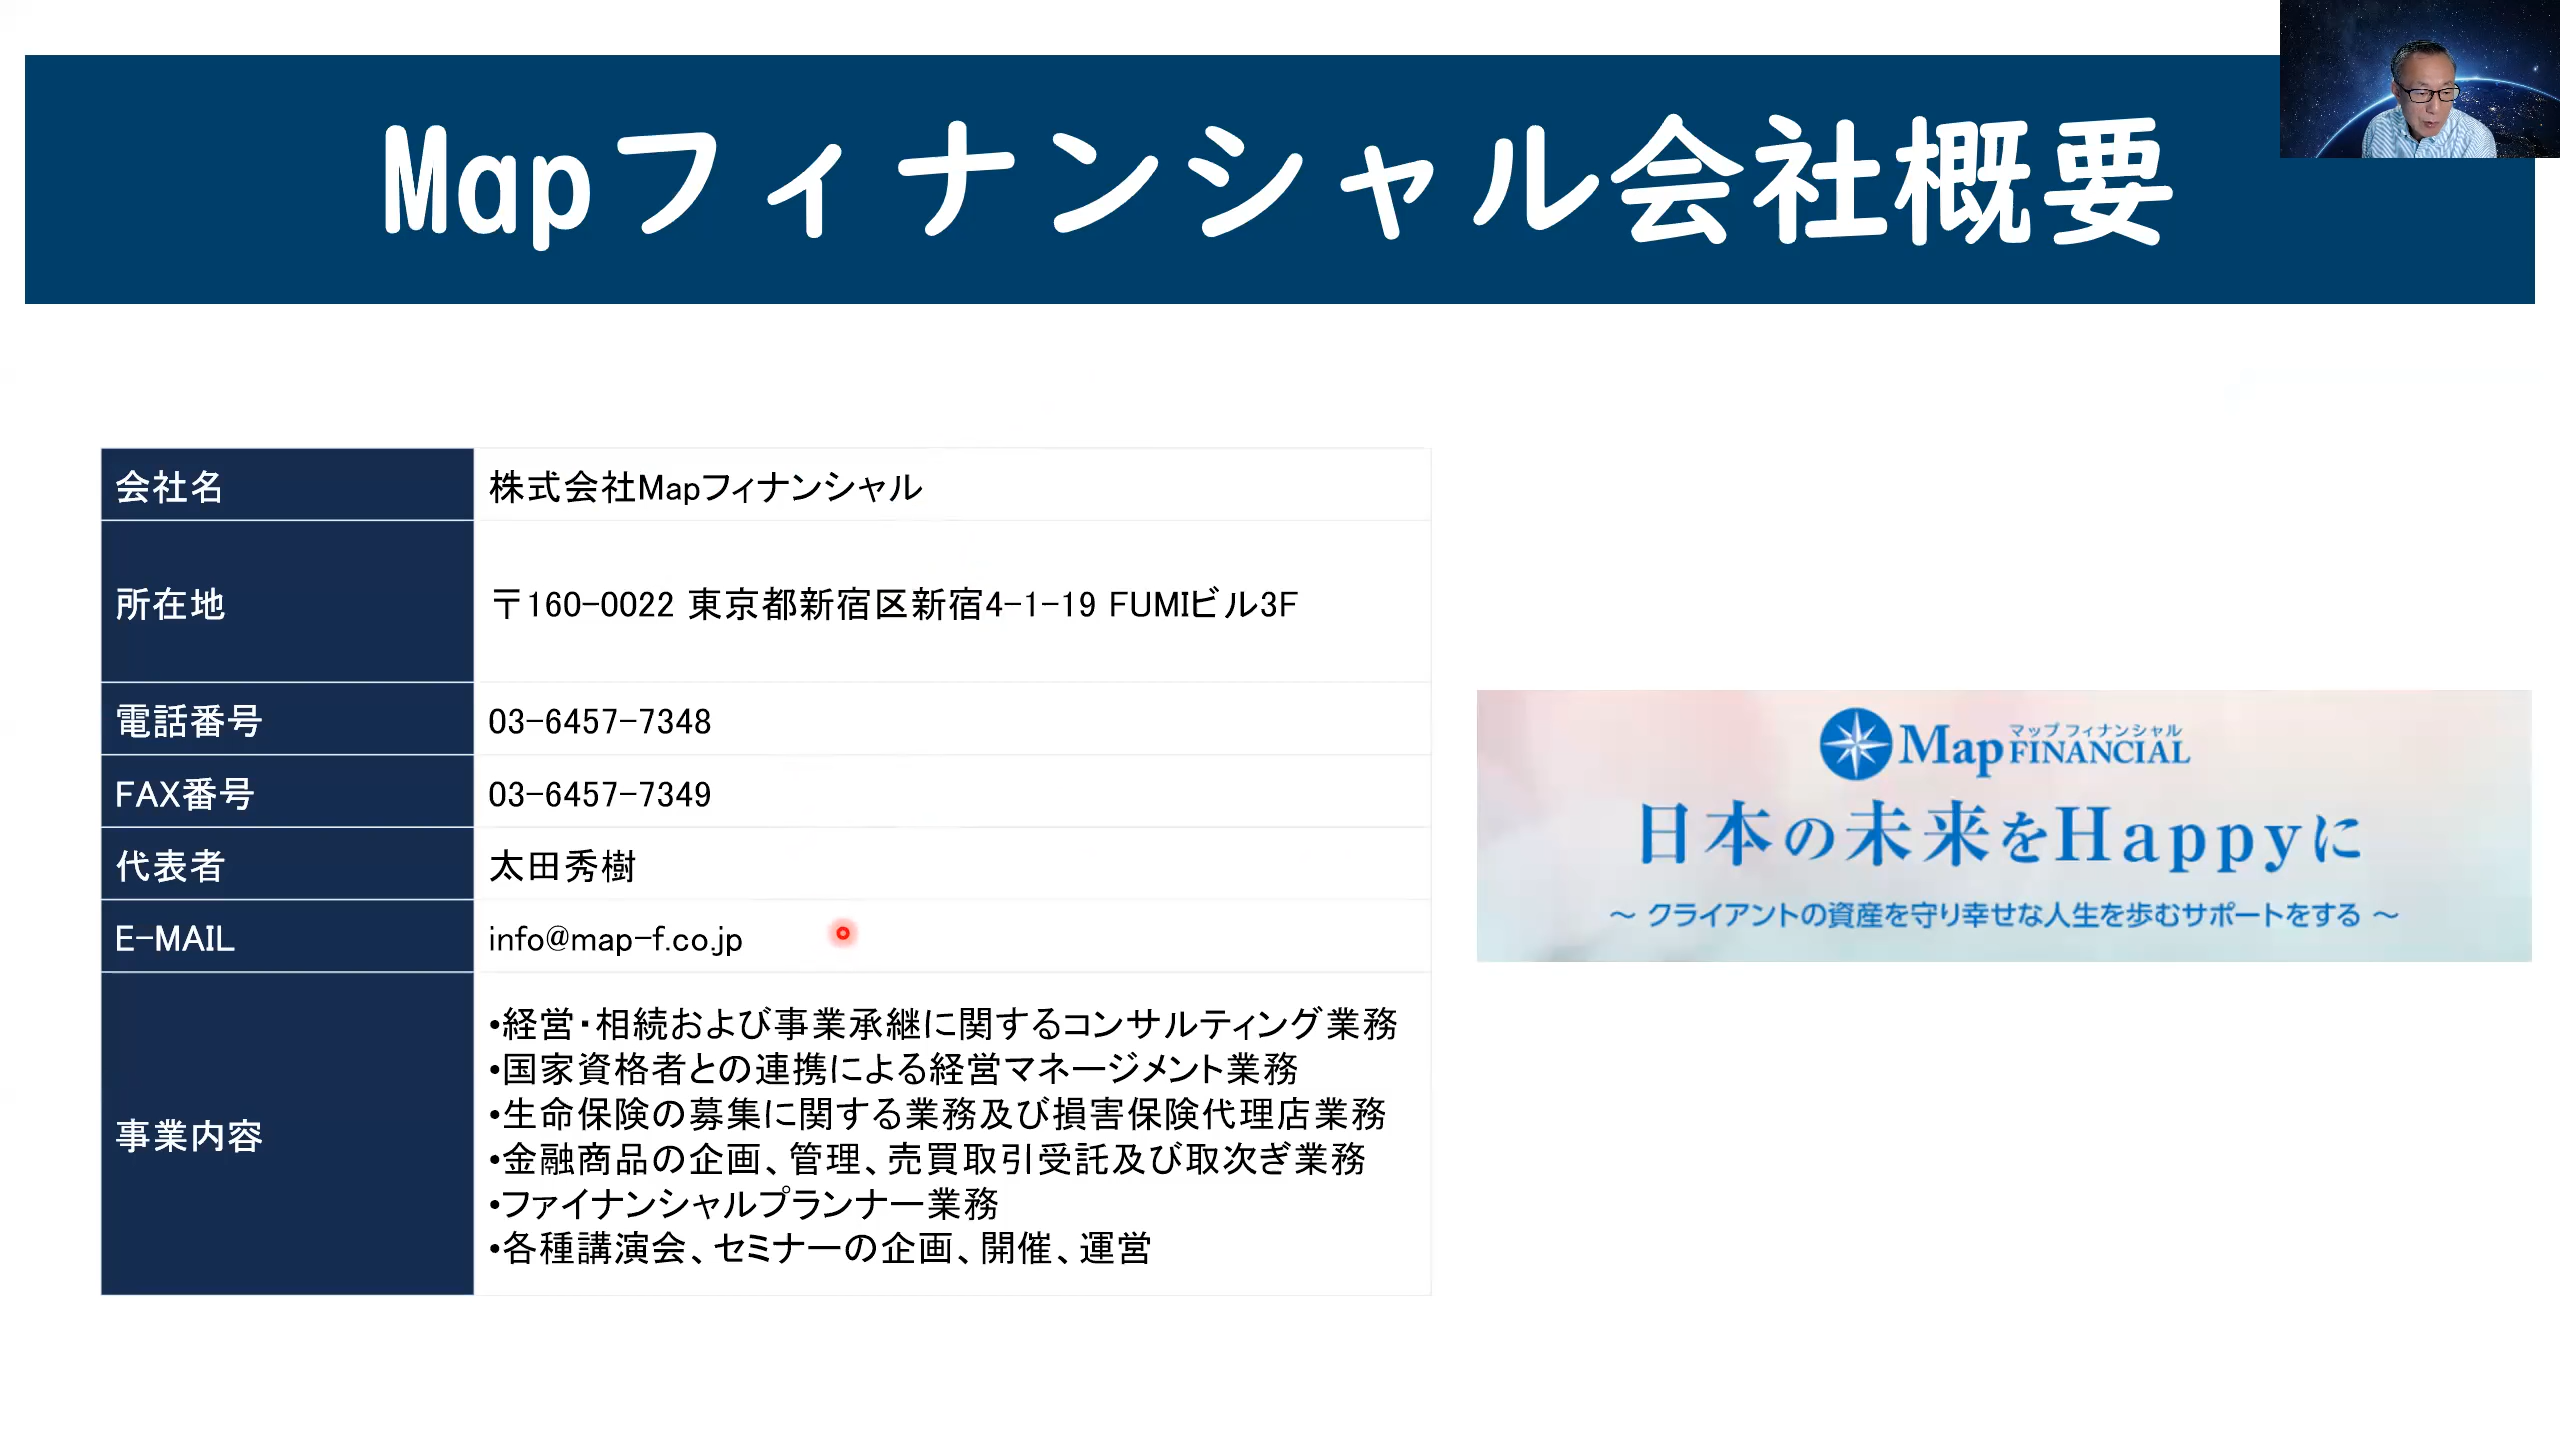 Mapフィナンシャル会社概要
会社名 株式会社Mapフィナンシャル
所在地 〒160-0022 東京都新宿区新宿4-1-19 FUMIビル3F
電話番号 03-6457-7348
FAX番号 03-6457-7349
代表者 太田秀樹
E-MAIL info@map-f.co.jp
事業内容
•経営・相続および事業承継に関するコンサルティング業務
•国家資格者との連携による経営マネージメント業務
•生命保険の募集に関する業務及び損害保険代理店業務
•金融商品の企画、管理、売買取引受託及び取次ぎ業務
•ファイナンシャルプランナー業務
•各種講演会、セミナーの企画、開催、運営
マップ フィナンシャル
Map FINANCIAL
日本の未来をHappyに
～ クライアントの資産を守り幸せな人生を歩むサポートをする ～